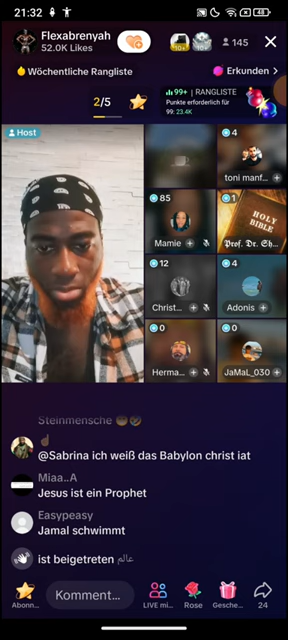 21:32
48
Flexabrenyah
52.0K Likes
10+
145
Wöchentliche Rangliste
Erkunden >
2/5
99+ | RANGLISTE
Punkte erforderlich für
99: 23.4K
Host
4
toni manf...
85
Mamie
1
HOLY
BIBLE
Prof. Dr. Sh...
12
Christ...
4
Adonis
0
Herma...
0
JaMaL_030
Steinmensche
@Sabrina ich weiß das Babylon christ iat
Miaa..A
Jesus ist ein Prophet
Easypeasy
Jamal schwimmt
ist beigetreten عالم
Abonn...
Komment...
LIVE mi...
Rose
Gesche...
24